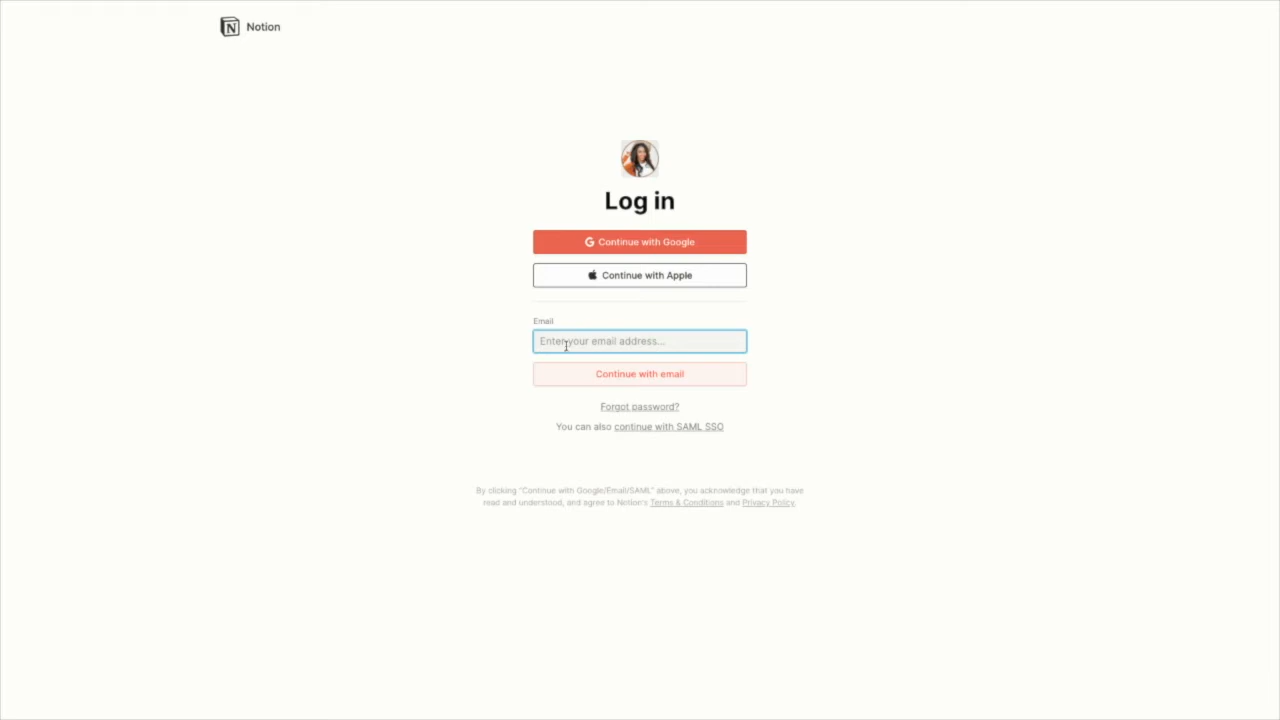 Notion
Log in
Continue with Google
Continue with Apple
Email
Enter your email address...
Continue with email
Forgot password?
You can also continue with SAML SSO
By clicking "Continue with Google/Email/SAML" above, you acknowledge that you have
read and understood, and agree to Notion's Terms & Conditions and Privacy Policy.